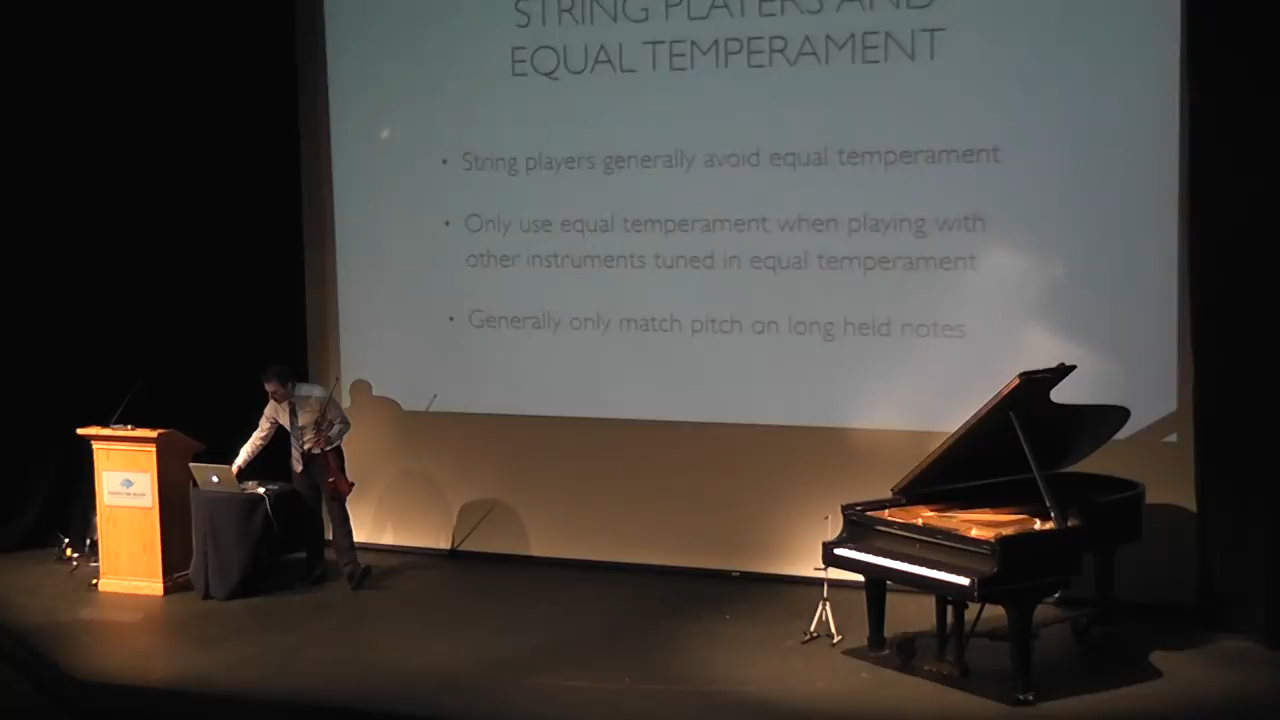 STRING PLAYERS AND
EQUAL TEMPERAMENT
• String players generally avoid equal temperament
• Only use equal temperament when playing with
other instruments tuned in equal temperament
• Generally only match pitch on long held notes